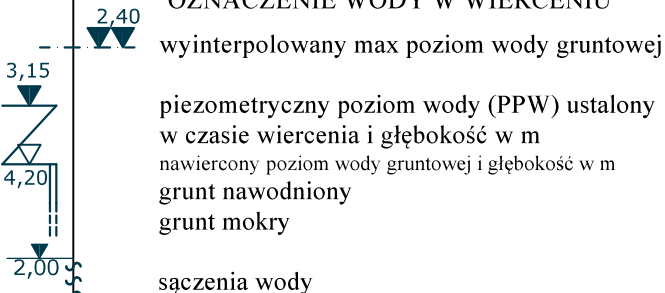 OZNACZENIE WODY W WIERCENIU
2,40
wyinterpolowany max poziom wody gruntowej
3,15
piezometryczny poziom wody (PPW) ustalony
w czasie wiercenia i głębokość w m
nawiercony poziom wody gruntowej i głębokość w m
4,20
grunt nawodniony
grunt mokry
2,00
sączenia wody